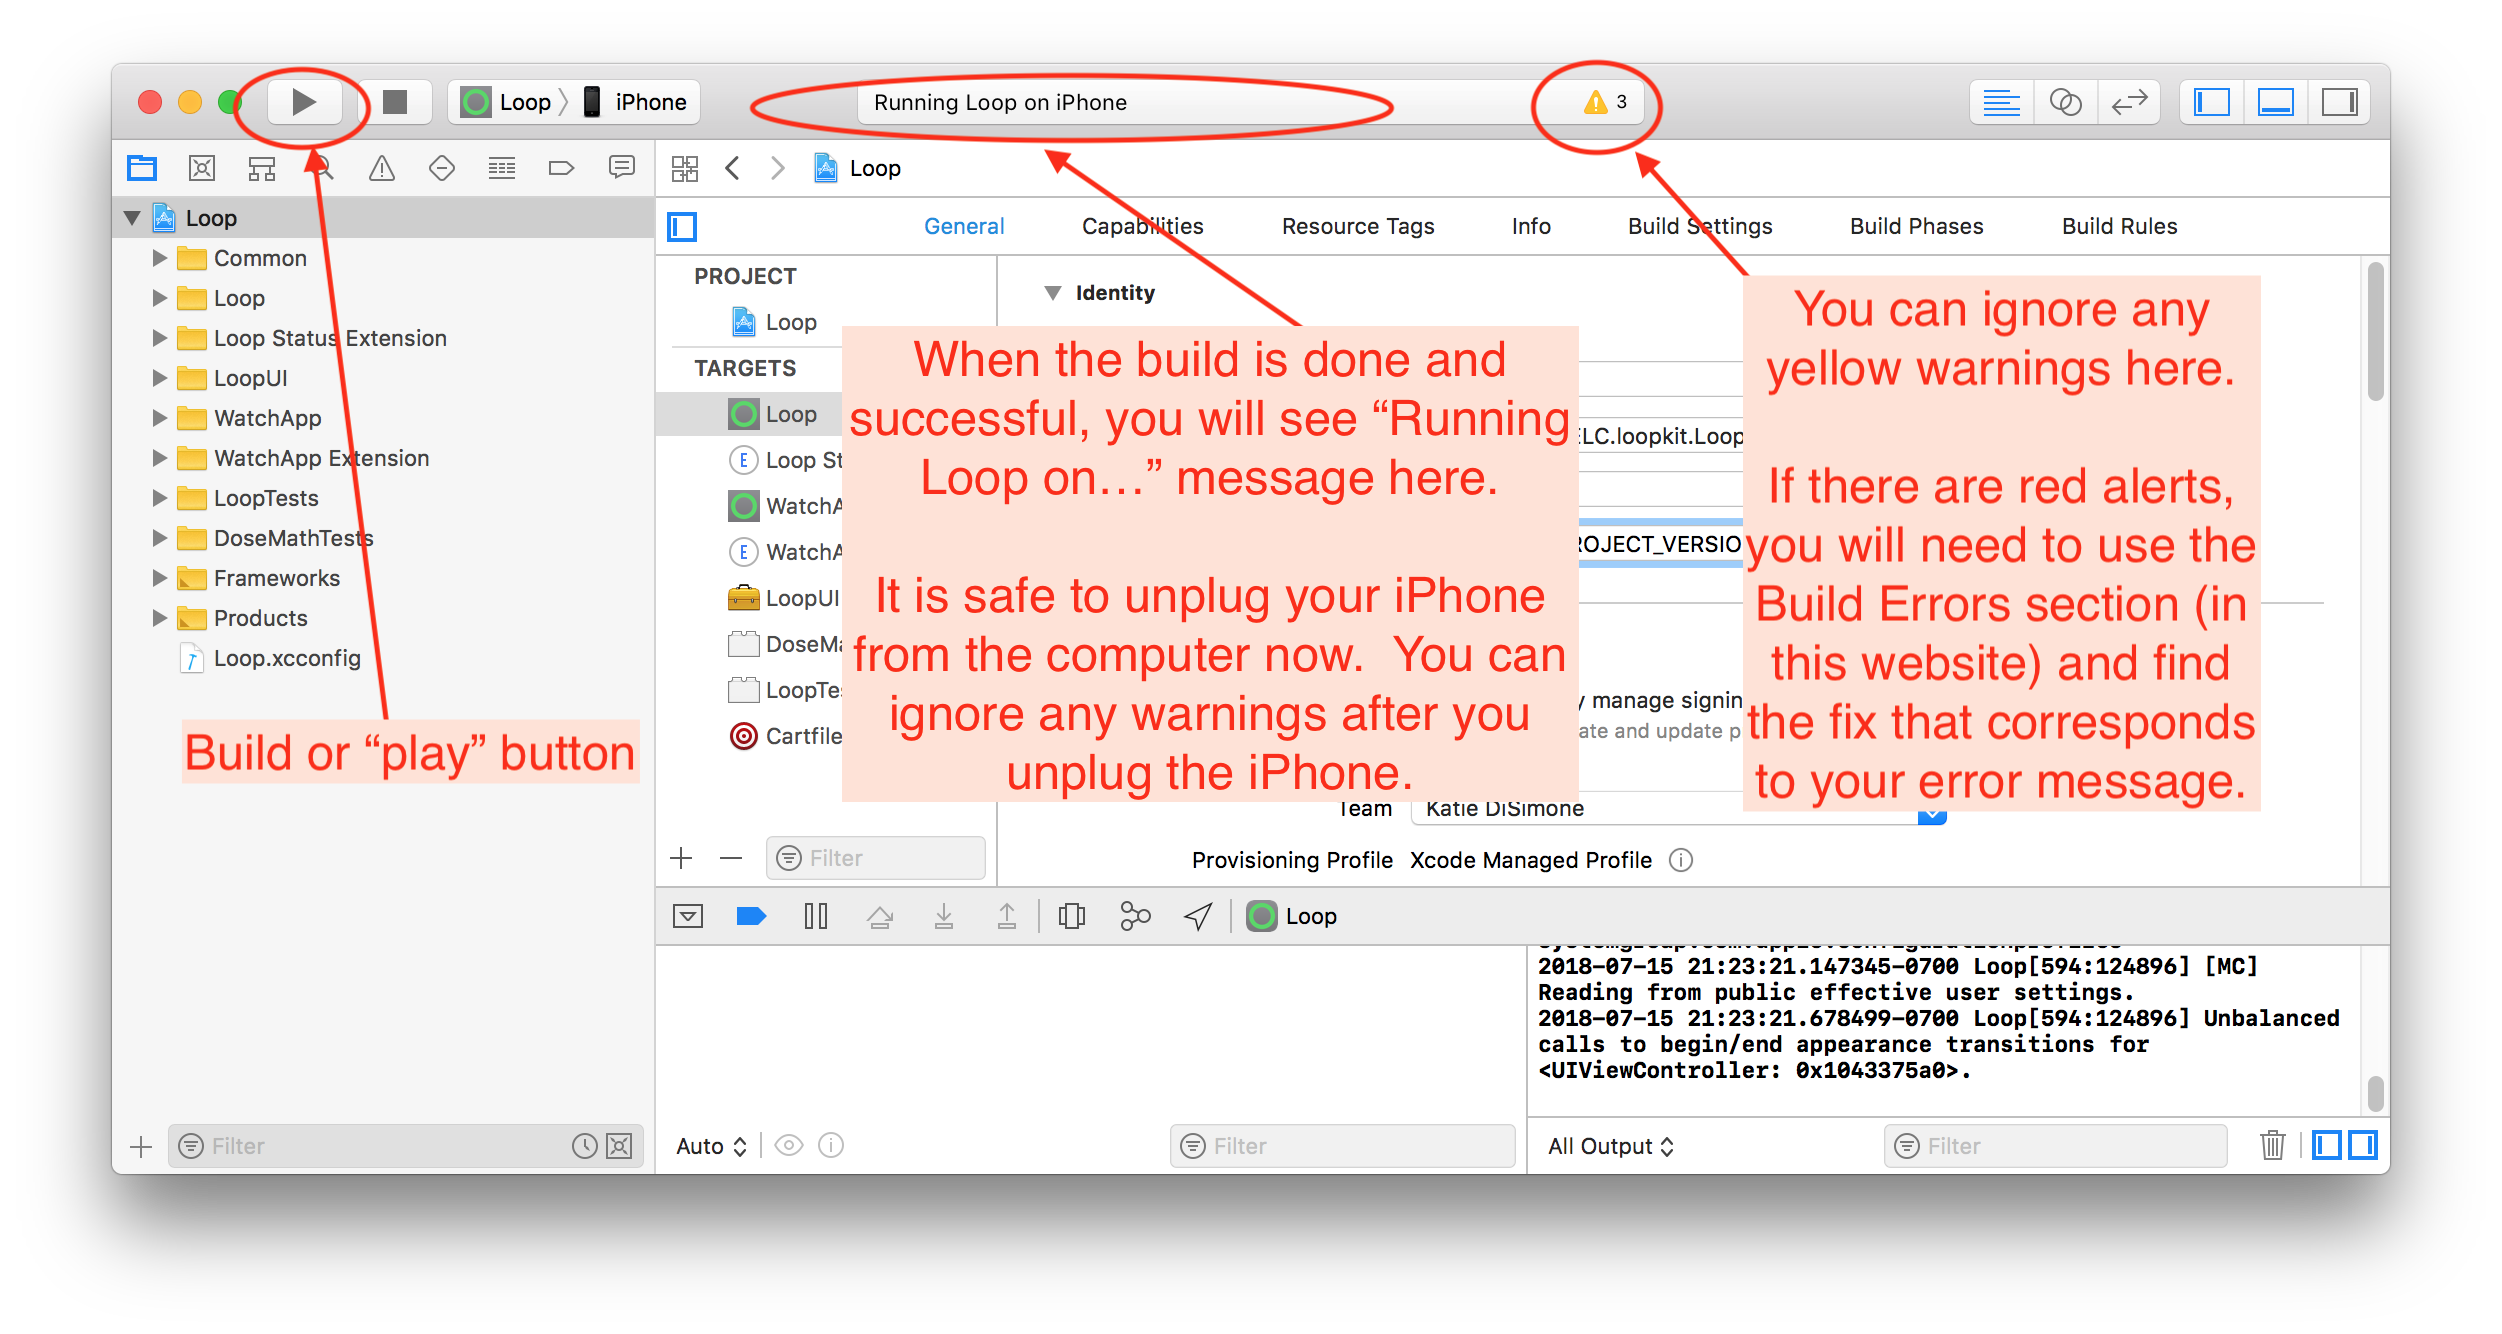 Loop
iPhone
Running Loop on iPhone
3
Loop
Loop
Common
Loop
Loop Status Extension
LoopUI
WatchApp
WatchApp Extension
LoopTests
DoseMathTests
Frameworks
Products
Loop.xcconfig
Build or “play” button
Filter
General
Capabilities
Resource Tags
Info
Build Settings
Build Phases
Build Rules
PROJECT
Loop
TARGETS
Loop
Loop St
WatchA
WatchA
LoopUI
DoseMa
LoopTe
Cartfile
Filter
Identity
When the build is done and
successful, you will see “Running
Loop on…” message here.
It is safe to unplug your iPhone
from the computer now. You can
ignore any warnings after you
unplug the iPhone.
LC.loopkit.Loop
ROJECT_VERSIO
y manage signin
ate and update p
You can ignore any
yellow warnings here.
If there are red alerts,
you will need to use the
Build Errors section (in
this website) and find
the fix that corresponds
to your error message.
Team
Katie DiSimone
Provisioning Profile
Xcode Managed Profile
Loop
2018-07-15 21:23:21.147345-0700 Loop[594:124896] [MC]
Reading from public effective user settings.
2018-07-15 21:23:21.678499-0700 Loop[594:124896] Unbalanced
calls to begin/end appearance transitions for
<UIViewController: 0x1043375a0>.
Auto
Filter
All Output
Filter